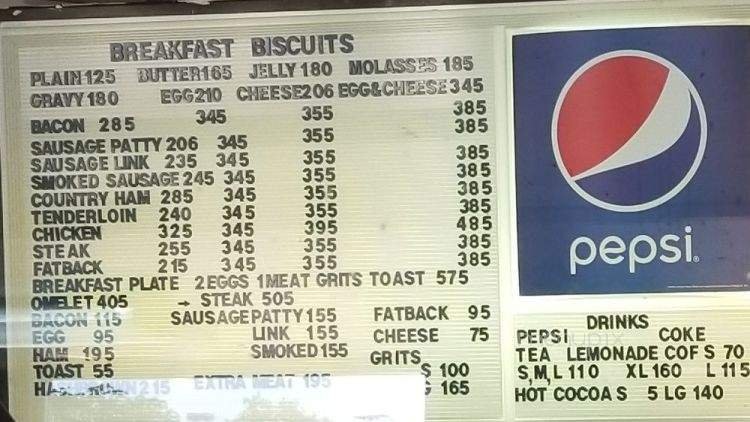 BREAKFAST BISCUITS
PLAIN 125 BUTTER 165 JELLY 180 MOLASSES 185
GRAVY 180 EGG 210 CHEESE 206 EGG&CHEESE 345
BACON 285 345 355 385
SAUSAGE PATTY 206 345 355 385
SAUSAGE LINK 235 345 355 385
SMOKED SAUSAGE 245 345 355 385
COUNTRY HAM 285 345 355 385
TENDERLOIN 240 345 355 385
CHICKEN 325 345 395 485
STEAK 255 345 355 385
FATBACK 215 345 355 385
BREAKFAST PLATE 2EGGS 1MEAT GRITS TOAST 575
OMELET 405 → STEAK 505
BACON 115 SAUSAGE PATTY 155 FATBACK 95
EGG 95 LINK 155 CHEESE 75
HAM 195 SMOKED 155 GRITS
TOAST 55 S 100
215 EXTRA MEAT 195 165
pepsi
DRINKS
PEPSI COKE
TEA LEMONADE COF S 70
S,M,L 110 XL 160 L 115
HOT COCOA S 5 LG 140